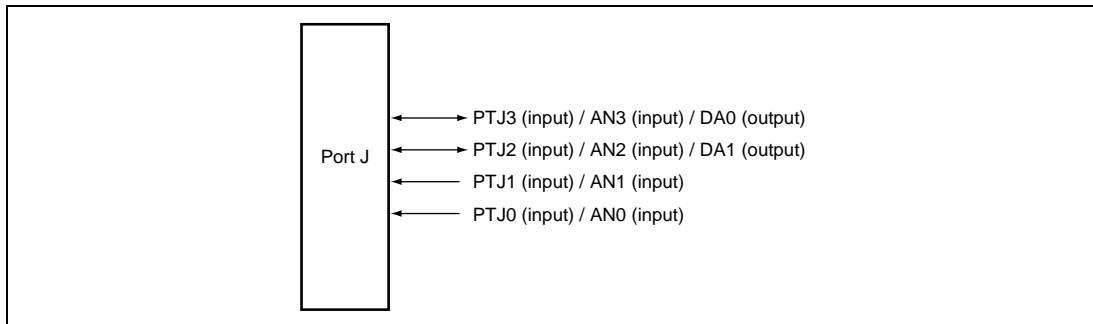 Port J
PTJ3 (input) / AN3 (input) / DA0 (output)
PTJ2 (input) / AN2 (input) / DA1 (output)
PTJ1 (input) / AN1 (input)
PTJ0 (input) / AN0 (input)